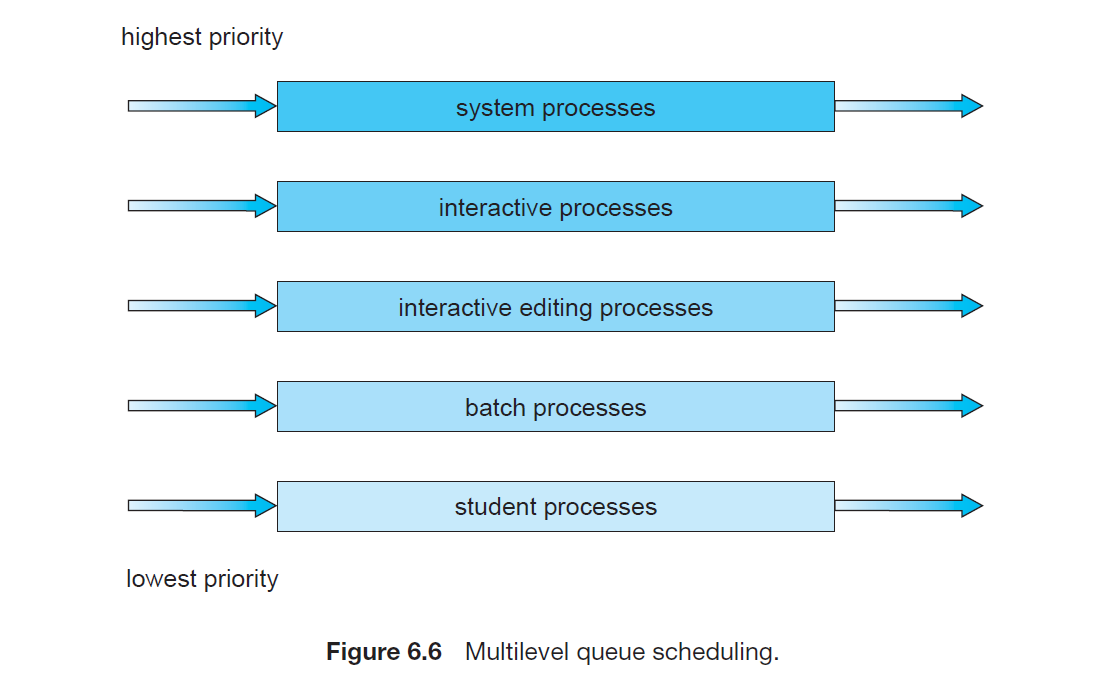 highest priority
system processes
interactive processes
interactive editing processes
batch processes
student processes
lowest priority
Figure 6.6 Multilevel queue scheduling.